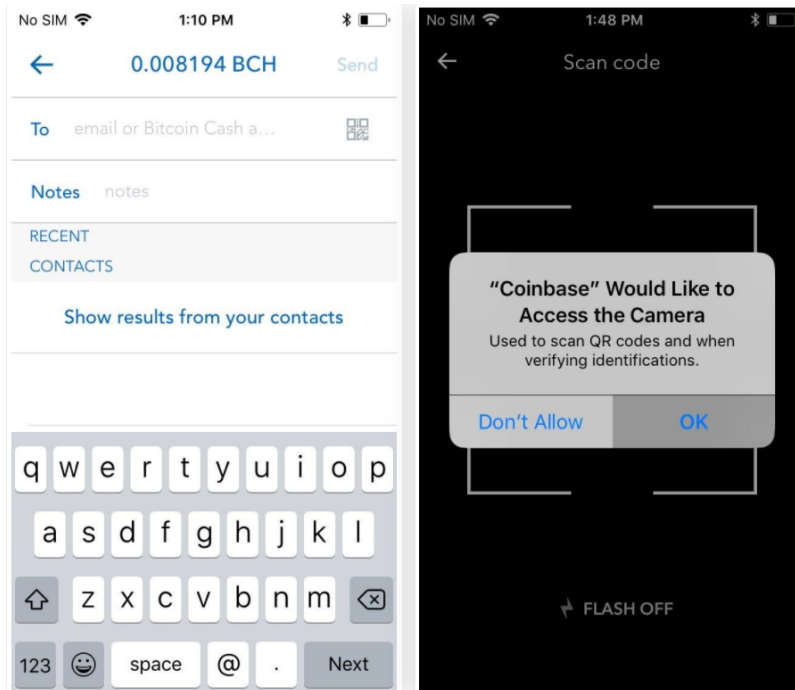 No SIM 1:10 PM
0.008194 BCH Send
To email or Bitcoin Cash a...
Notes notes
RECENT
CONTACTS
Show results from your contacts
q w e r t y u i o p
a s d f g h j k l
z x c v b n m
123 space @ . Next
No SIM 1:48 PM
Scan code
“Coinbase” Would Like to
Access the Camera
Used to scan QR codes and when
verifying identifications.
Don't Allow OK
FLASH OFF